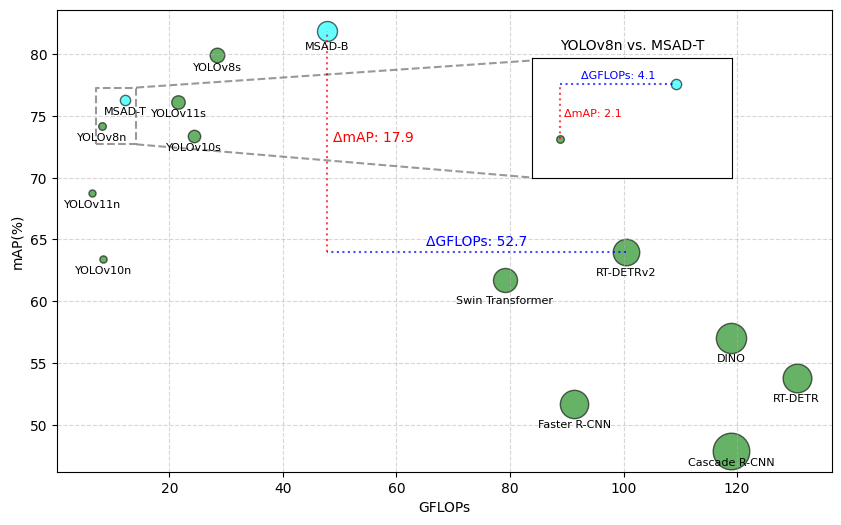 YOLOv8n vs. MSAD-T
ΔGFLOPs: 4.1
ΔmAP: 2.1
MSAD-B
YOLOv8s
MSAD-T
YOLOv11s
YOLOv8n
YOLOv10s
ΔmAP: 17.9
YOLOv11n
ΔGFLOPs: 52.7
YOLOv10n
RT-DETRv2
Swin Transformer
DINO
RT-DETR
Faster R-CNN
Cascade R-CNN
mAP(%)
80
75
70
65
60
55
50
20
40
60
80
100
120
GFLOPs